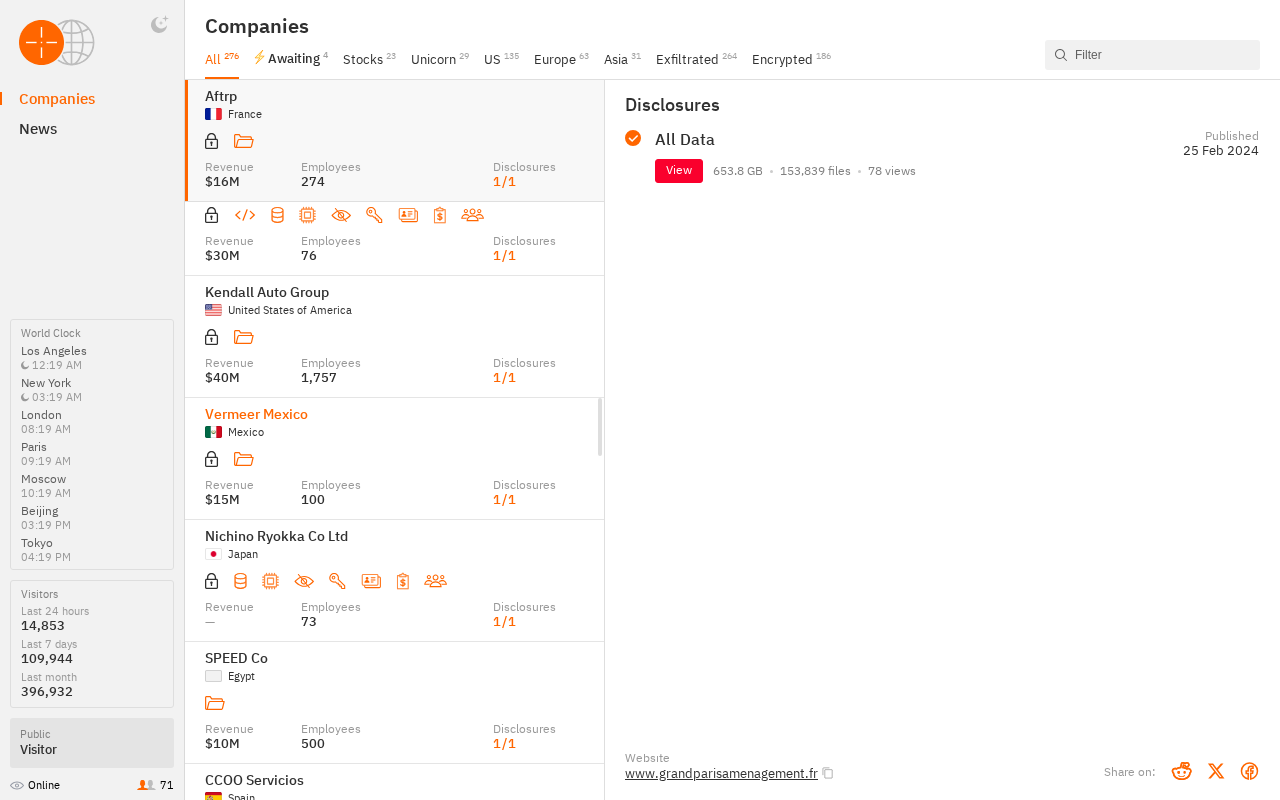 Companies
News
World Clock
Los Angeles
12:19 AM
New York
03:19 AM
London
08:19 AM
Paris
09:19 AM
Moscow
10:19 AM
Beijing
03:19 PM
Tokyo
04:19 PM
Visitors
Last 24 hours
14,853
Last 7 days
109,944
Last month
396,932
Public
Visitor
Online 71
Companies
All 276 Awaiting 4 Stocks 23 Unicorn 29 US 135 Europe 63 Asia 31 Exfiltrated 264 Encrypted 186
Filter
Aftrp
France
Revenue Employees Disclosures
$16M 274 1/1
Revenue Employees Disclosures
$30M 76 1/1
Kendall Auto Group
United States of America
Revenue Employees Disclosures
$40M 1,757 1/1
Vermeer Mexico
Mexico
Revenue Employees Disclosures
$15M 100 1/1
Nichino Ryokka Co Ltd
Japan
Revenue Employees Disclosures
— 73 1/1
SPEED Co
Egypt
Revenue Employees Disclosures
$10M 500 1/1
CCOO Servicios
Spain
Disclosures
All Data
Published
25 Feb 2024
View 653.8 GB • 153,839 files • 78 views
Website
www.grandparisamenagement.fr
Share on: